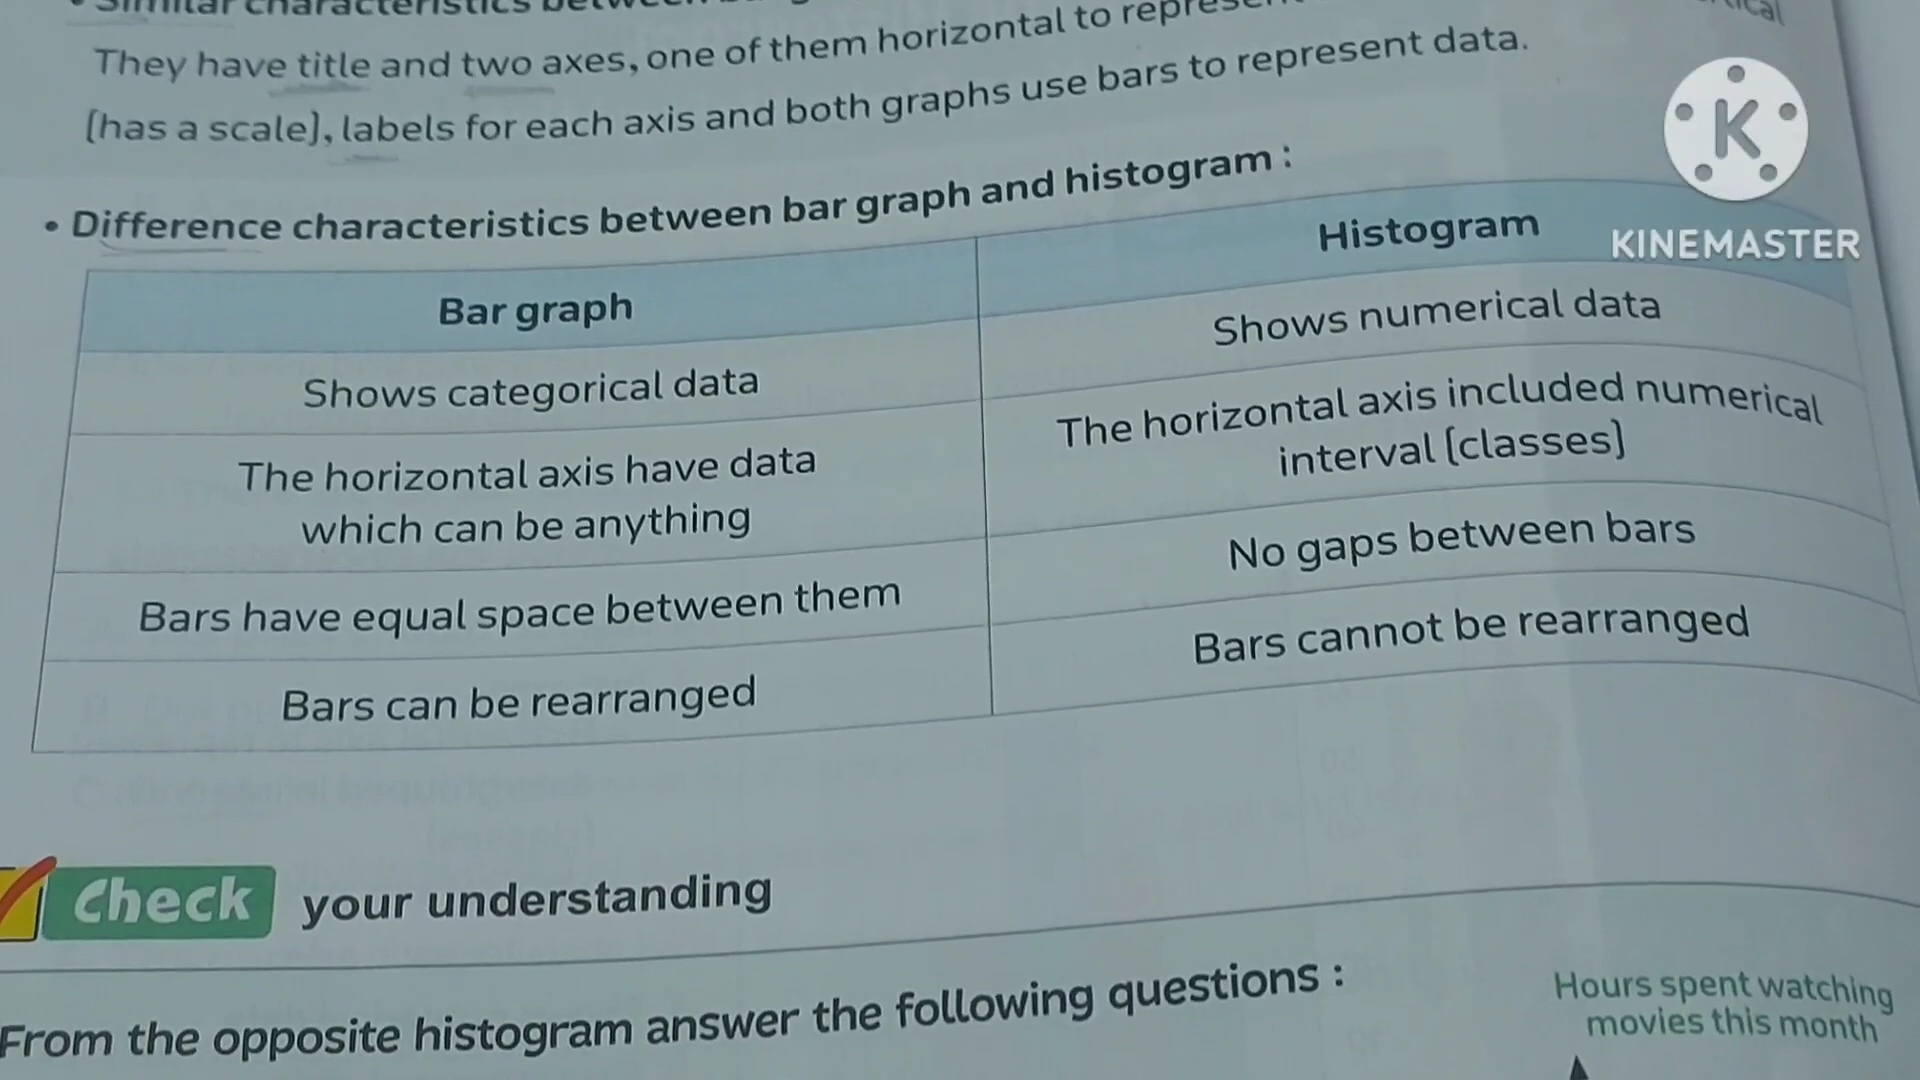 • Similar characteristics between
They have title and two axes, one of them horizontal to represent
(has a scale), labels for each axis and both graphs use bars to represent data.
• Difference characteristics between bar graph and histogram :
K
KINEMASTER
Bar graph
Histogram
Shows categorical data
Shows numerical data
The horizontal axis have data
which can be anything
The horizontal axis included numerical
interval (classes)
Bars have equal space between them
No gaps between bars
Bars can be rearranged
Bars cannot be rearranged
Check your understanding
From the opposite histogram answer the following questions :
Hours spent watching
movies this month